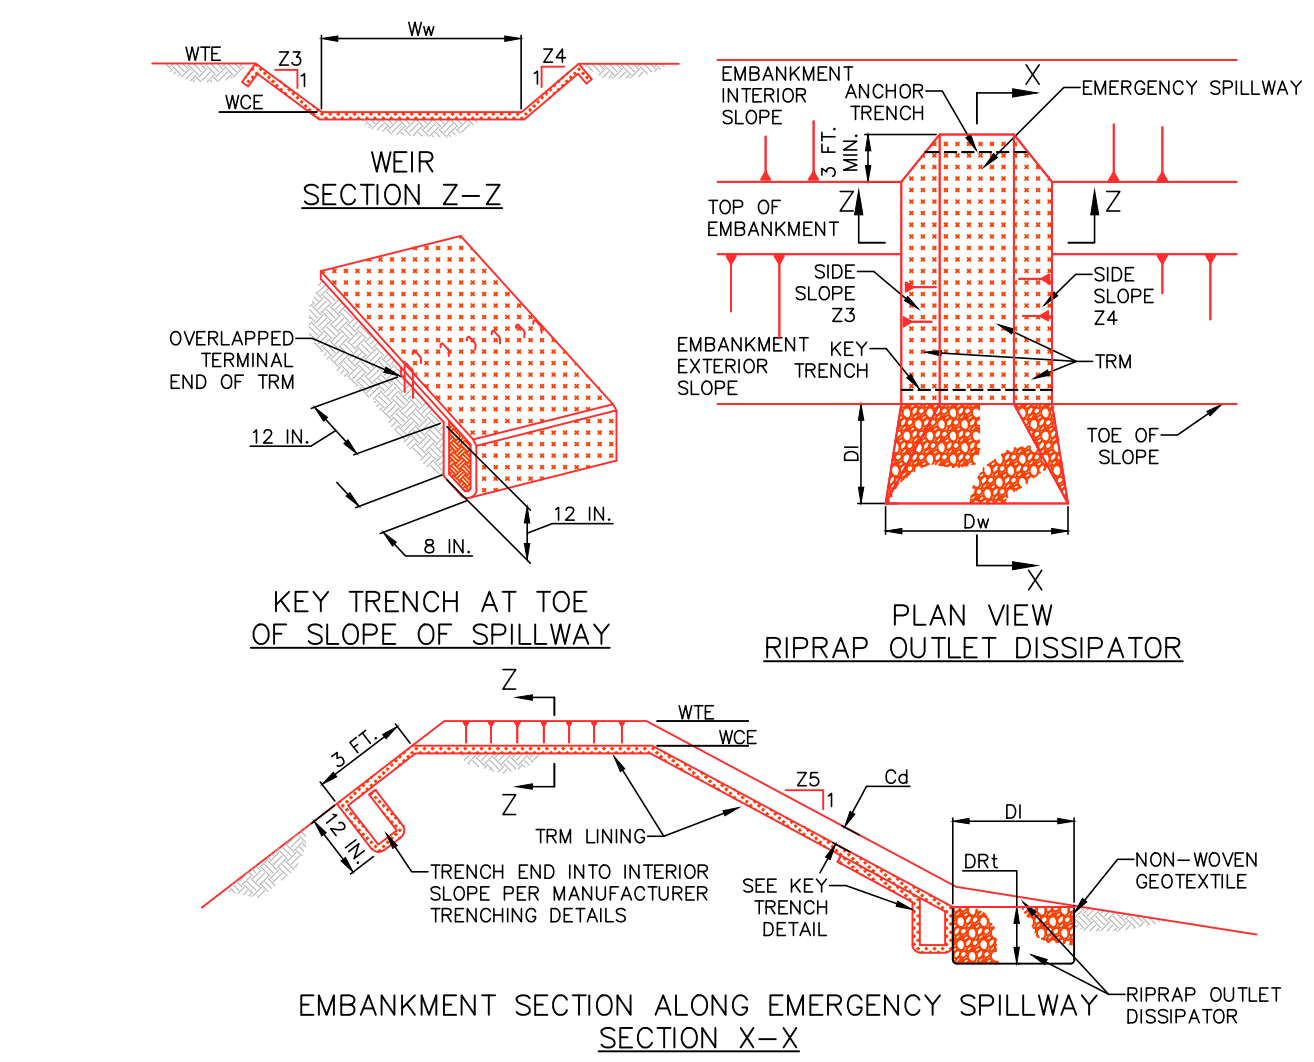 Ww
WTE
Z3
1
Z4
1
WCE
WEIR
SECTION Z-Z
EMBANKMENT
INTERIOR
SLOPE
ANCHOR
TRENCH
X
EMERGENCY SPILLWAY
3 FT.
MIN.
Z
Z
TOP OF
EMBANKMENT
SIDE
SLOPE
Z3
SIDE
SLOPE
Z4
EMBANKMENT
EXTERIOR
SLOPE
KEY
TRENCH
TRM
TOE OF
SLOPE
Dl
Dw
X
PLAN VIEW
RIPRAP OUTLET DISSIPATOR
OVERLAPPED
TERMINAL
END OF TRM
12 IN.
12 IN.
8 IN.
KEY TRENCH AT TOE
OF SLOPE OF SPILLWAY
Z
WTE
WCE
3 FT.
Z
Z5
1
Cd
12 IN.
TRM LINING
TRENCH END INTO INTERIOR
SLOPE PER MANUFACTURER
TRENCHING DETAILS
SEE KEY
TRENCH
DETAIL
Dl
DRt
NON-WOVEN
GEOTEXTILE
RIPRAP OUTLET
DISSIPATOR
EMBANKMENT SECTION ALONG EMERGENCY SPILLWAY
SECTION X-X